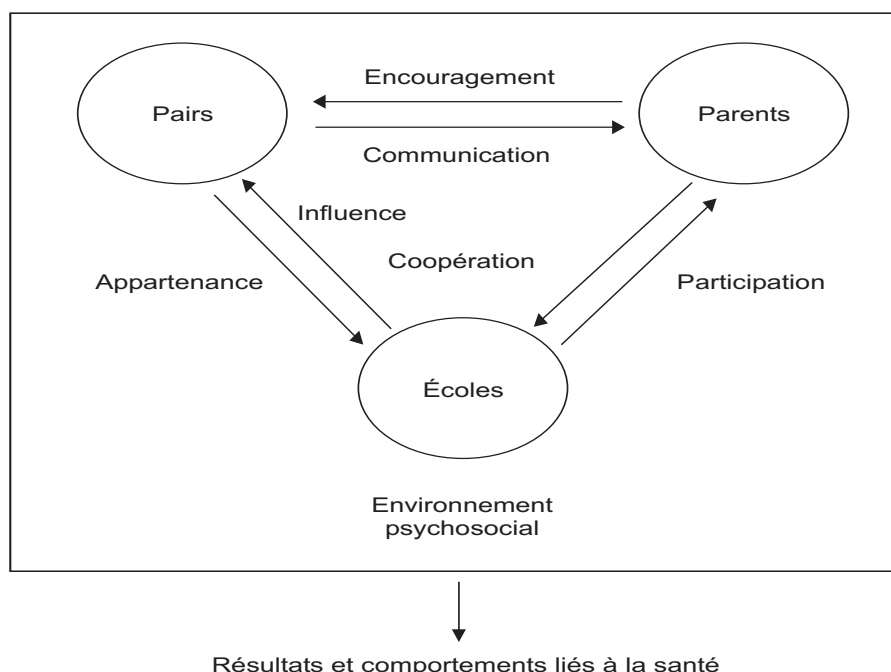 Encouragement
Pairs
Parents
Communication
Influence
Coopération
Appartenance
Participation
Écoles
Environnement
psychosocial
Résultats et comportements liés à la santé